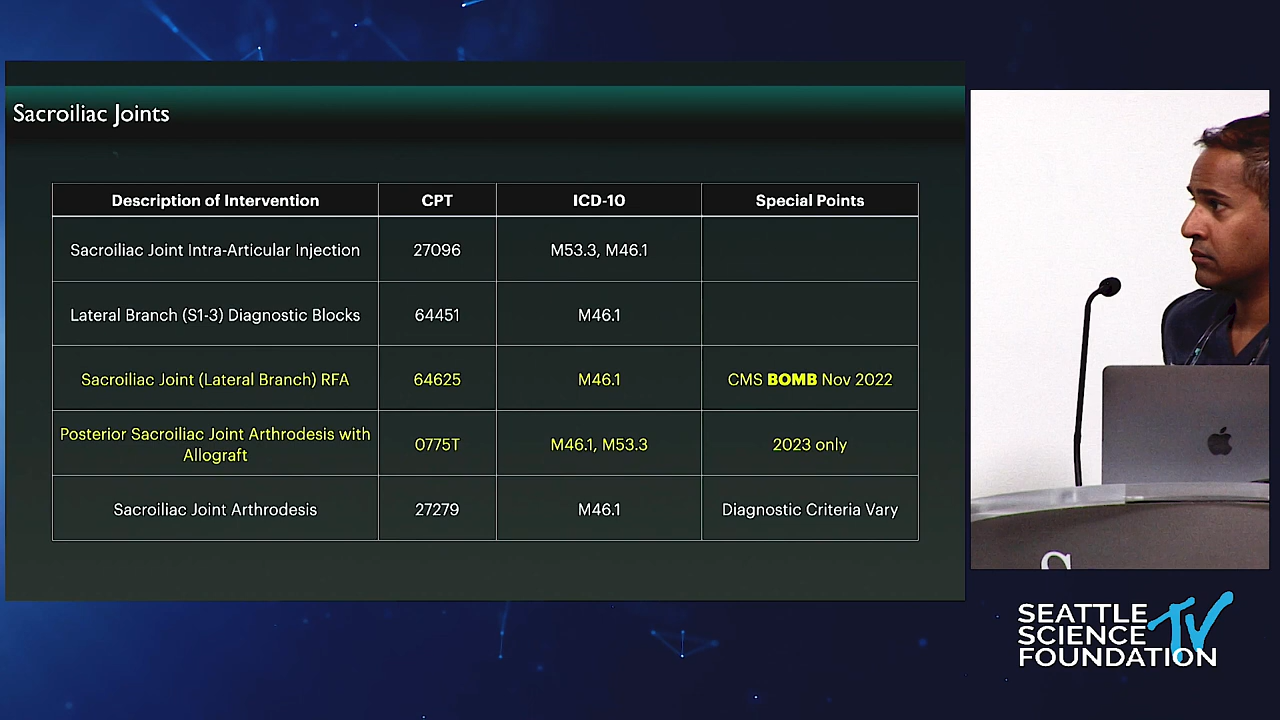 Sacroiliac Joints
Description of Intervention CPT ICD-10 Special Points
Sacroiliac Joint Intra-Articular Injection 27096 M53.3, M46.1
Lateral Branch (S1-3) Diagnostic Blocks 64451 M46.1
Sacroiliac Joint (Lateral Branch) RFA 64625 M46.1 CMS BOMB Nov 2022
Posterior Sacroiliac Joint Arthrodesis with
Allograft 0775T M46.1, M53.3 2023 only
Sacroiliac Joint Arthrodesis 27279 M46.1 Diagnostic Criteria Vary
S
SEATTLE
SCIENCE TV
FOUNDATION